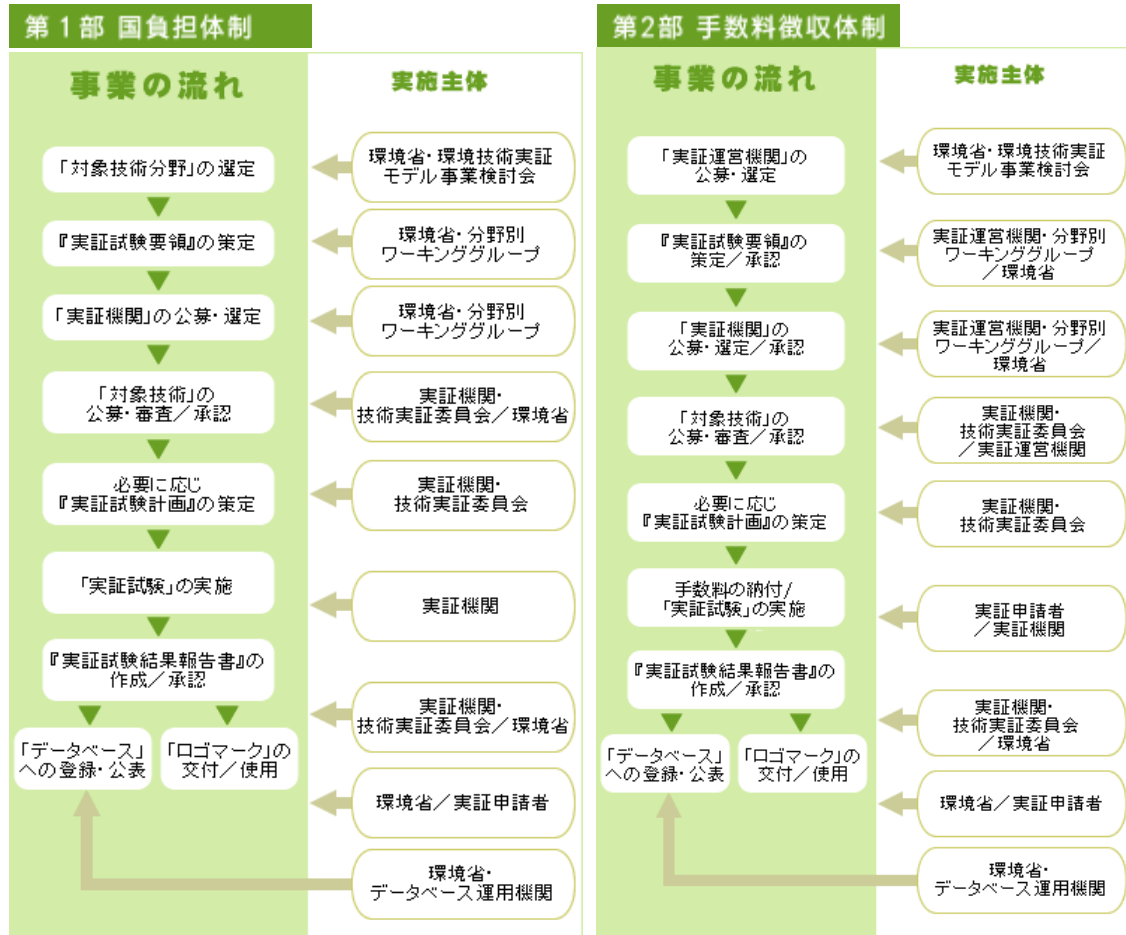 第1部 国負担体制
事業の流れ
実施主体
「対象技術分野」の選定
環境省・環境技術実証
モデル事業検討会
『実証試験要領』の策定
環境省・分野別
ワーキンググループ
「実証機関」の公募・選定
環境省・分野別
ワーキンググループ
「対象技術」の
公募・審査／承認
実証機関・
技術実証委員会／環境省
必要に応じ
『実証試験計画』の策定
実証機関・
技術実証委員会
「実証試験」の実施
実証機関
『実証試験結果報告書』の
作成／承認
実証機関・
技術実証委員会／環境省
「データベース」
への登録・公表
「ロゴマーク」の
交付／使用
環境省／実証申請者
環境省・
データベース運用機関
第2部 手数料徴収体制
事業の流れ
実施主体
「実証運営機関」の
公募・選定
環境省・環境技術実証
モデル事業検討会
『実証試験要領』の
策定／承認
実証運営機関・分野別
ワーキンググループ
／環境省
「実証機関」の
公募・選定／承認
実証運営機関・分野別
ワーキンググループ／
環境省
「対象技術」の
公募・審査／承認
実証機関・
技術実証委員会
／実証運営機関
必要に応じ
『実証試験計画』の策定
実証機関・
技術実証委員会
手数料の納付/
「実証試験」の実施
実証申請者
／実証機関
『実証試験結果報告書』の
作成／承認
実証機関・
技術実証委員会
／環境省
「データベース」
への登録・公表
「ロゴマーク」の
交付／使用
環境省／実証申請者
環境省・
データベース運用機関